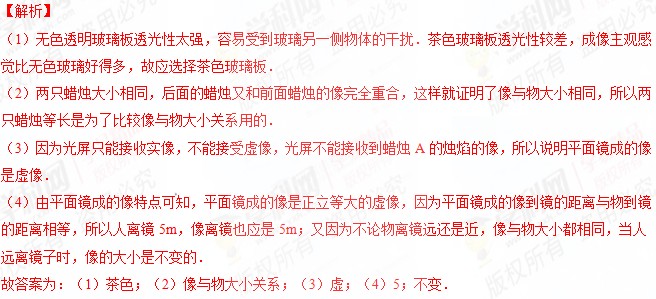 【解析】
（1）无色透明玻璃板透光性太强，容易受到玻璃另一侧物体的干扰．茶色玻璃板透光性较差，成像主观感
觉比无色玻璃好得多，故应选择茶色玻璃板．
（2）两只蜡烛大小相同，后面的蜡烛又和前面蜡烛的像完全重合，这样就证明了像与物大小相同，所以两
只蜡烛等长是为了比较像与物大小关系用的．
（3）因为光屏只能接收实像，不能接受虚像，光屏不能接收到蜡烛 A 的烛焰的像，所以说明平面镜成的像
是虚像．
（4）由平面镜成的像特点可知，平面镜成的像是正立等大的虚像，因为平面镜成的像到镜的距离与物到镜
的距离相等，所以人离镜 5m，像离镜也应是 5m；又因为不论物离镜远还是近，像与物大小都相同，当人
远离镜子时，像的大小是不变的．
故答案为：（1）茶色；（2）像与物大小关系；（3）虚；（4）5；不变．